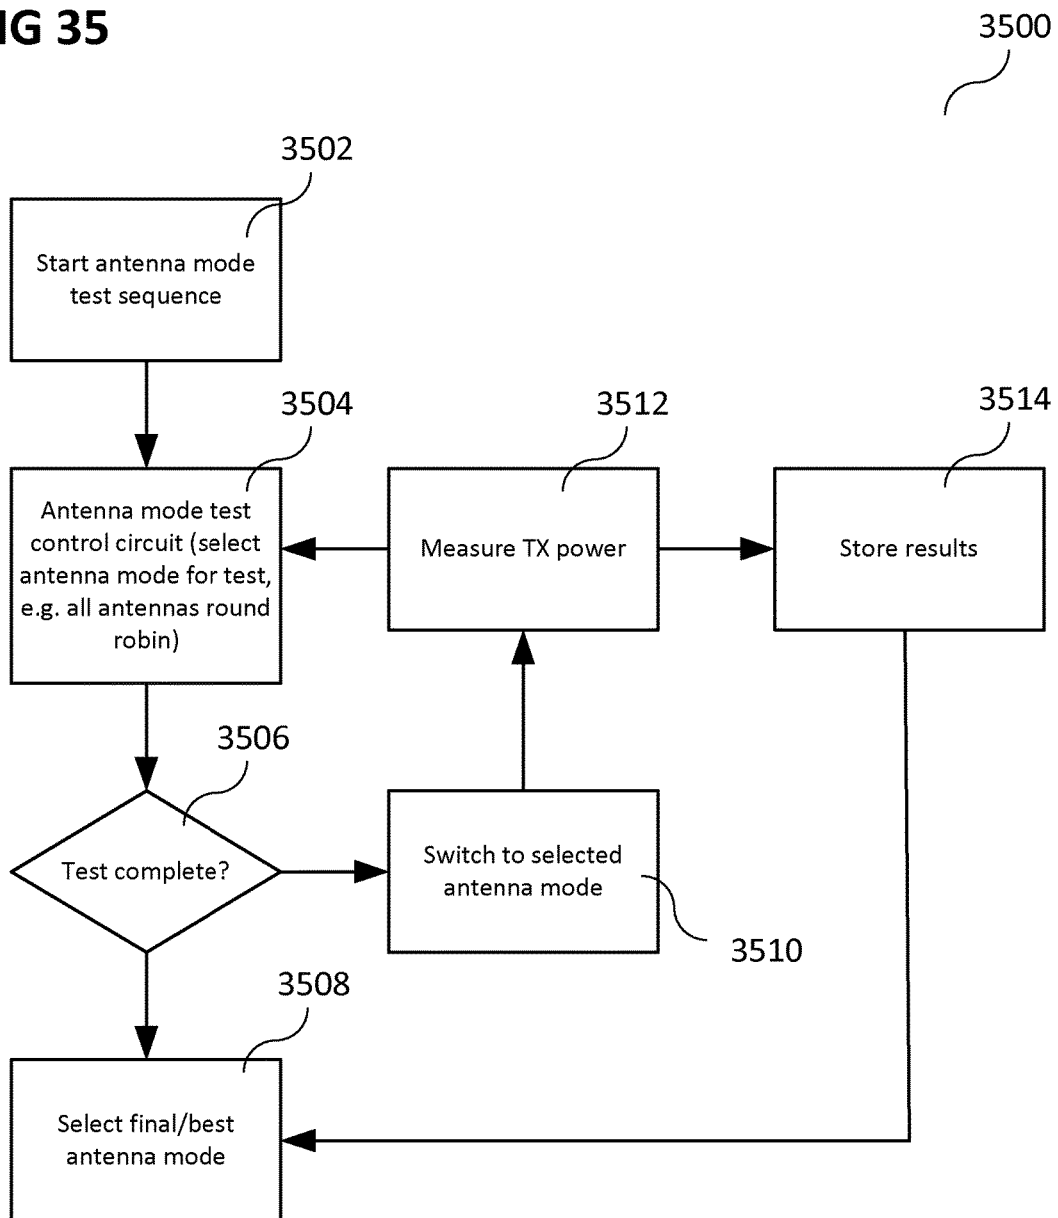 IG 35
3500
3502
Start antenna mode
test sequence
3504
3512
3514
Antenna mode test
control circuit (select
antenna mode for test,
e.g. all antennas round
robin)
Measure TX power
Store results
3506
Test complete?
Switch to selected
antenna mode
3510
3508
Select final/best
antenna mode